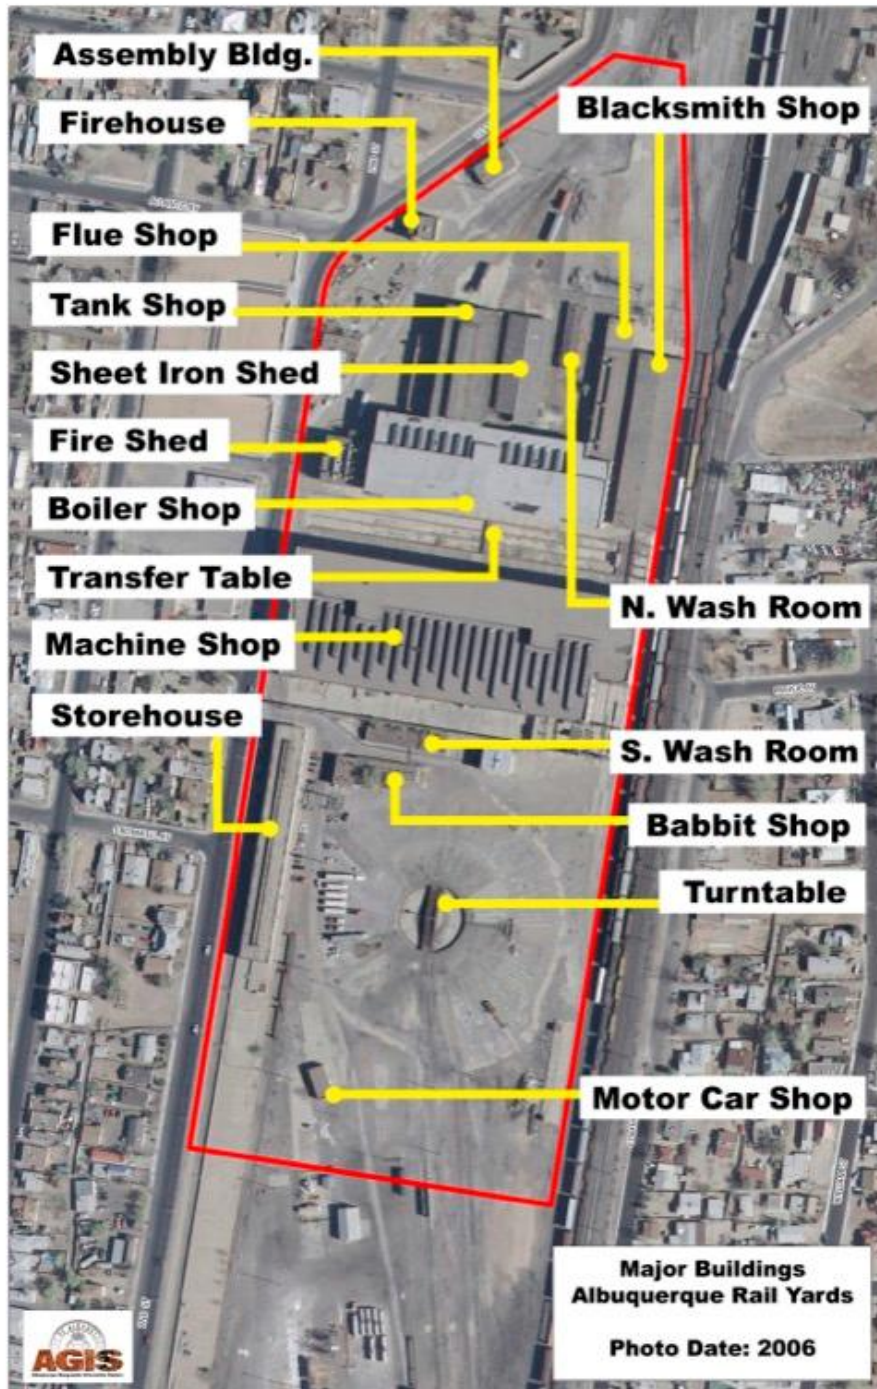 Assembly Bldg.
Blacksmith Shop
Firehouse
Flue Shop
Tank Shop
Sheet Iron Shed
Fire Shed
Boiler Shop
Transfer Table
N. Wash Room
Machine Shop
Storehouse
S. Wash Room
Babbit Shop
Turntable
Motor Car Shop
Major Buildings
Albuquerque Rail Yards
Photo Date: 2006
AGIS